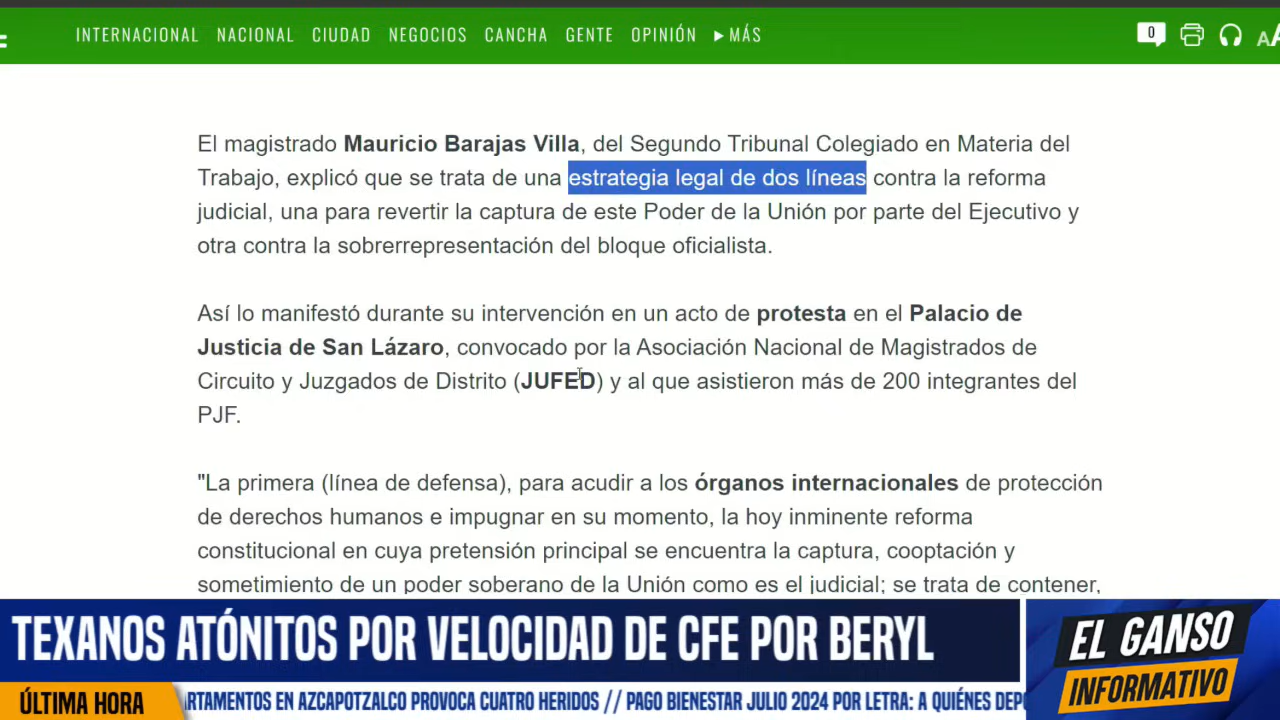 INTERNACIONAL NACIONAL CIUDAD NEGOCIOS CANCHA GENTE OPINIÓN ▶ MÁS 0 AA
El magistrado Mauricio Barajas Villa, del Segundo Tribunal Colegiado en Materia del
Trabajo, explicó que se trata de una estrategia legal de dos líneas contra la reforma
judicial, una para revertir la captura de este Poder de la Unión por parte del Ejecutivo y
otra contra la sobrerrepresentación del bloque oficialista.
Así lo manifestó durante su intervención en un acto de protesta en el Palacio de
Justicia de San Lázaro, convocado por la Asociación Nacional de Magistrados de
Circuito y Juzgados de Distrito (JUFED) y al que asistieron más de 200 integrantes del
PJF.
"La primera (línea de defensa), para acudir a los órganos internacionales de protección
de derechos humanos e impugnar en su momento, la hoy inminente reforma
constitucional en cuya pretensión principal se encuentra la captura, cooptación y
sometimiento de un poder soberano de la Unión como es el judicial; se trata de contener,
TEXANOS ATÓNITOS POR VELOCIDAD DE CFE POR BERYL
EL GANSO
INFORMATIVO
ÚLTIMA HORA
ARTAMENTOS EN AZCAPOTZALCO PROVOCA CUATRO HERIDOS // PAGO BIENESTAR JULIO 2024 POR LETRA: A QUIÉNES DEP